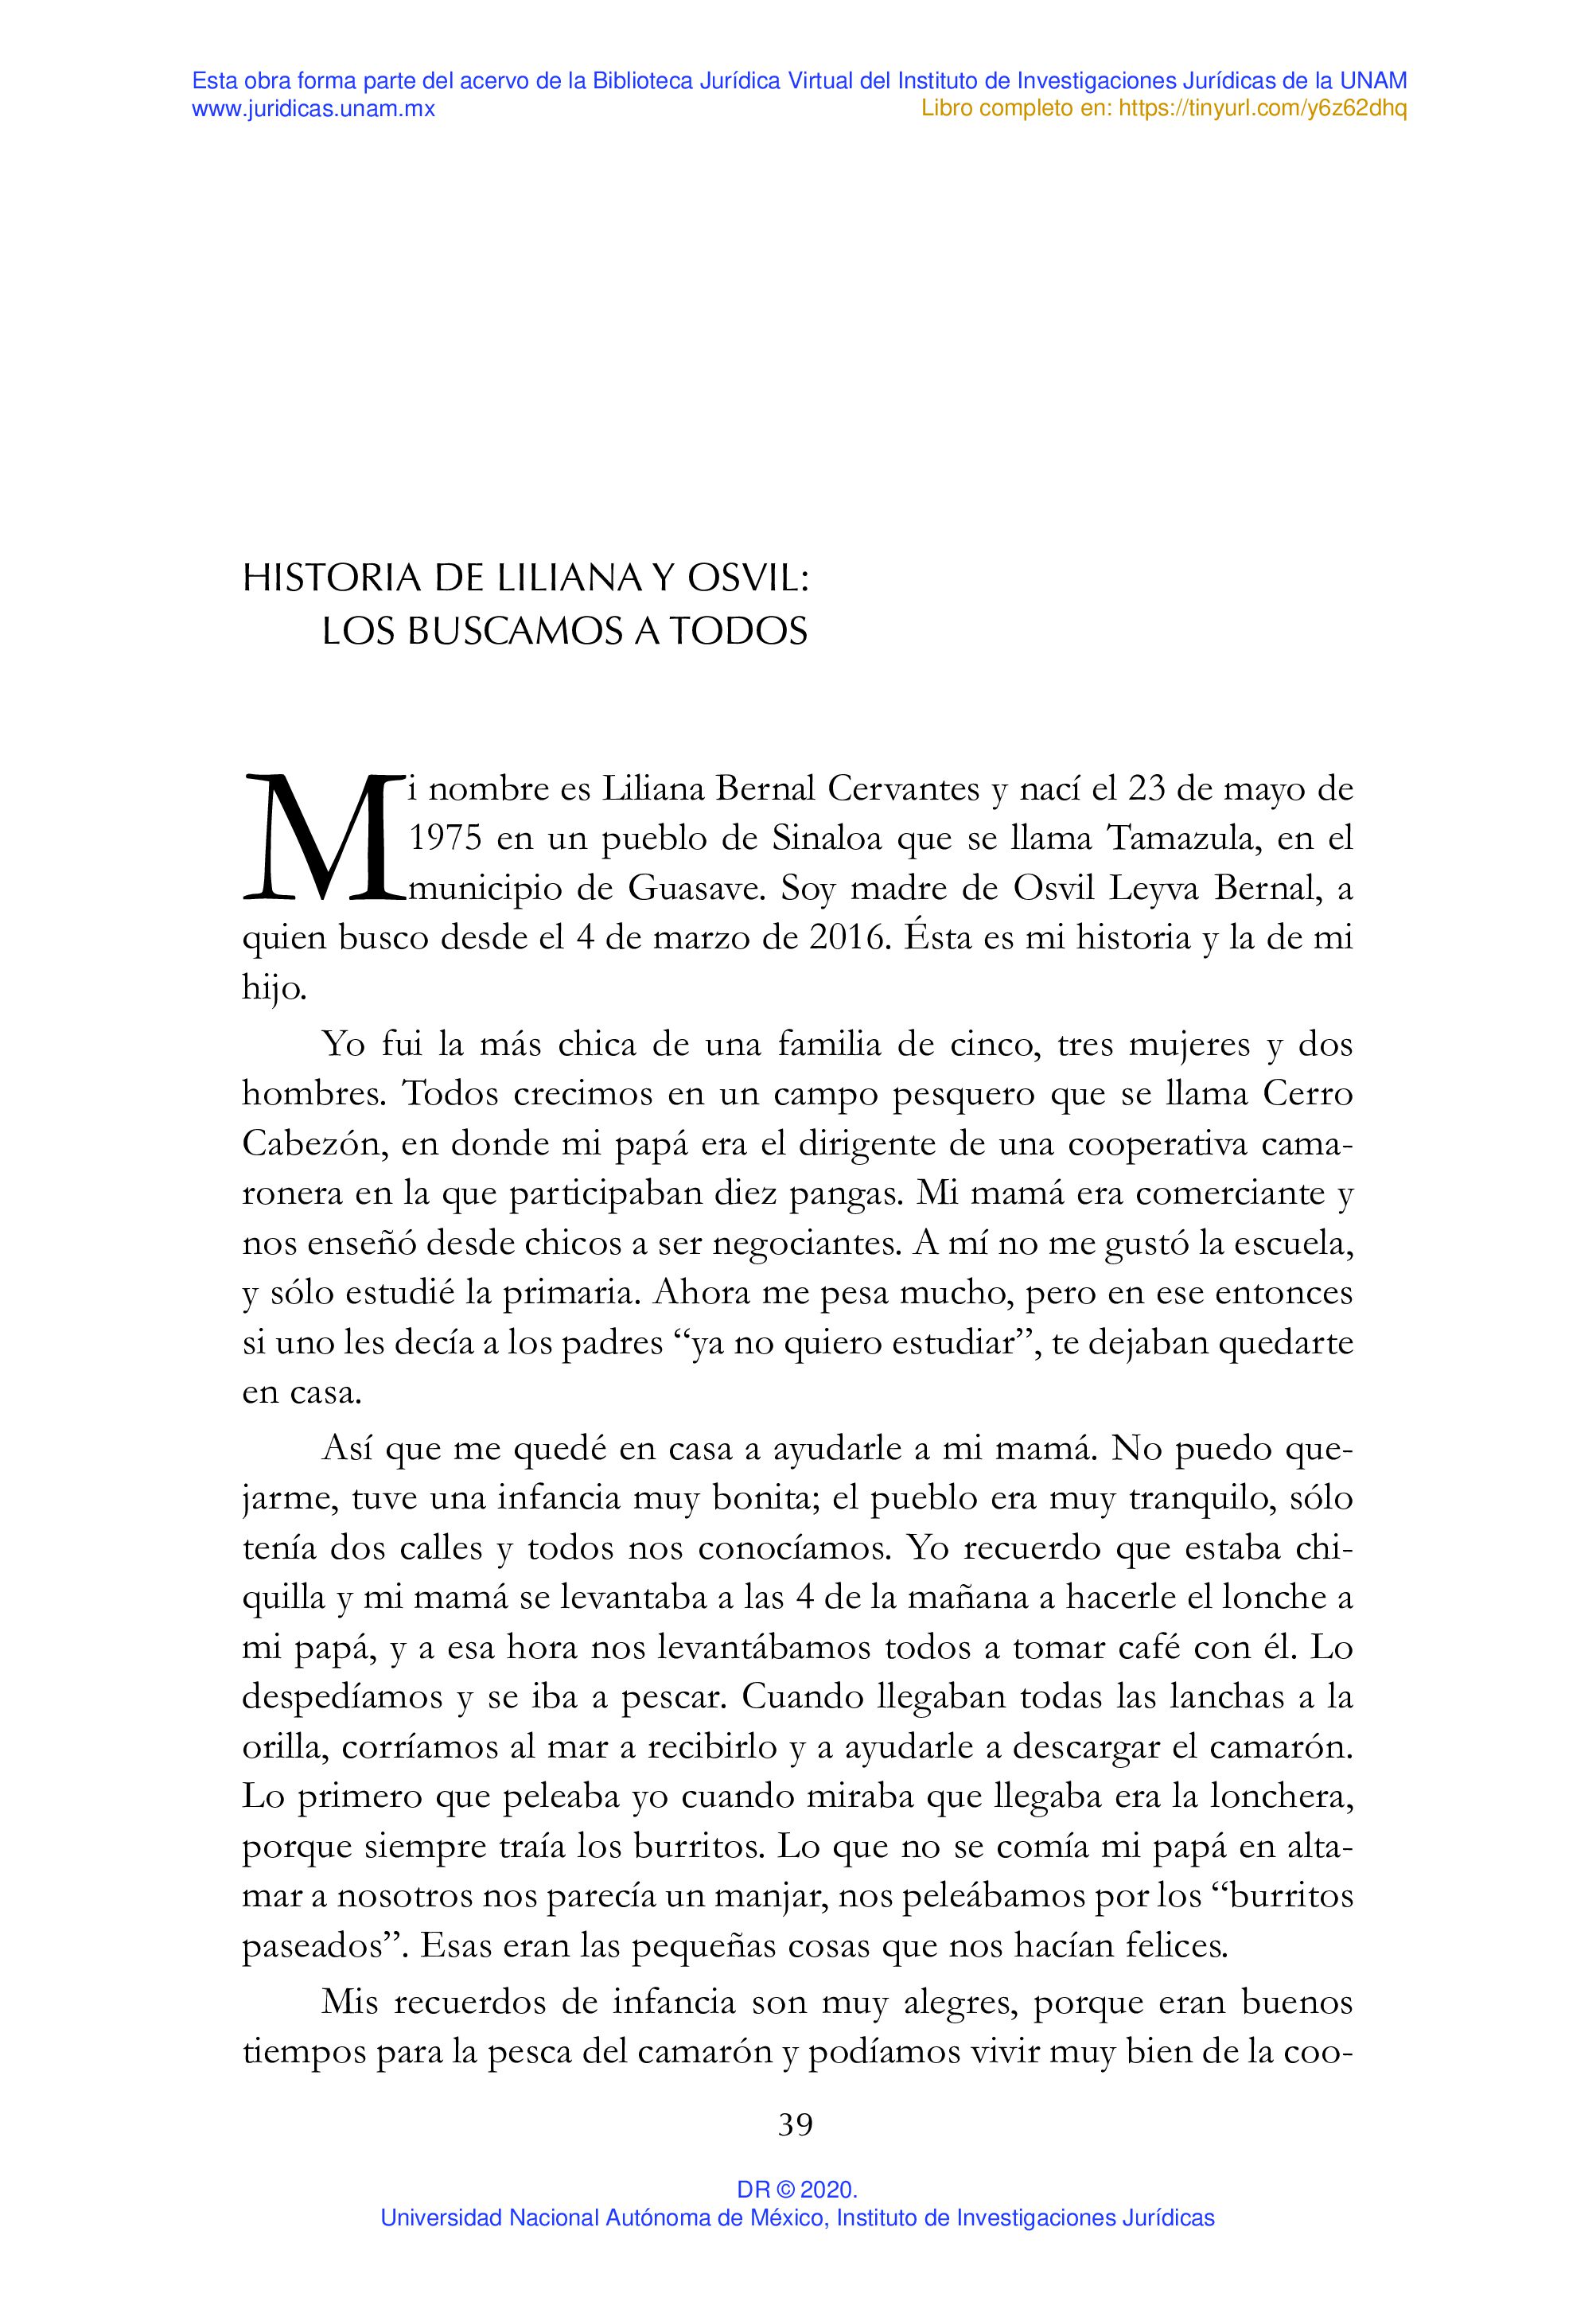 Esta obra forma parte del acervo de la Biblioteca Jurídica Virtual del Instituto de Investigaciones Jurídicas de la UNAM
www.juridicas.unam.mx
Libro completo en: https://tinyurl.com/y6z62dhq
HISTORIA DE LILIANA Y OSVIL:
LOS BUSCAMOS A TODOS
Mi nombre es Liliana Bernal Cervantes y nací el 23 de mayo de
1975 en un pueblo de Sinaloa que se llama Tamazula, en el
municipio de Guasave. Soy madre de Osvil Leyva Bernal, a
quien busco desde el 4 de marzo de 2016. Ésta es mi historia y la de mi
hijo.
Yo fui la más chica de una familia de cinco, tres mujeres y dos
hombres. Todos crecimos en un campo pesquero que se llama Cerro
Cabezón, en donde mi papá era el dirigente de una cooperativa cama-
ronera en la que participaban diez pangas. Mi mamá era comerciante y
nos enseñó desde chicos a ser negociantes. A mí no me gustó la escuela,
y sólo estudié la primaria. Ahora me pesa mucho, pero en ese entonces
si uno les decía a los padres “ya no quiero estudiar”, te dejaban quedarte
en casa.
Así que me quedé en casa a ayudarle a mi mamá. No puedo que-
jarme, tuve una infancia muy bonita; el pueblo era muy tranquilo, sólo
tenía dos calles y todos nos conocíamos. Yo recuerdo que estaba chi-
quilla y mi mamá se levantaba a las 4 de la mañana a hacerle el lonche a
mi papá, y a esa hora nos levantábamos todos a tomar café con él. Lo
despedíamos y se iba a pescar. Cuando llegaban todas las lanchas a la
orilla, corríamos al mar a recibirlo y a ayudarle a descargar el camarón.
Lo primero que peleaba yo cuando miraba que llegaba era la lonchera,
porque siempre traía los burritos. Lo que no se comía mi papá en alta-
mar a nosotros nos parecía un manjar, nos peleábamos por los “burritos
paseados”. Esas eran las pequeñas cosas que nos hacían felices.
Mis recuerdos de infancia son muy alegres, porque eran buenos
tiempos para la pesca del camarón y podíamos vivir muy bien de la coo-
39
DR © 2020.
Universidad Nacional Autónoma de México, Instituto de Investigaciones Jurídicas